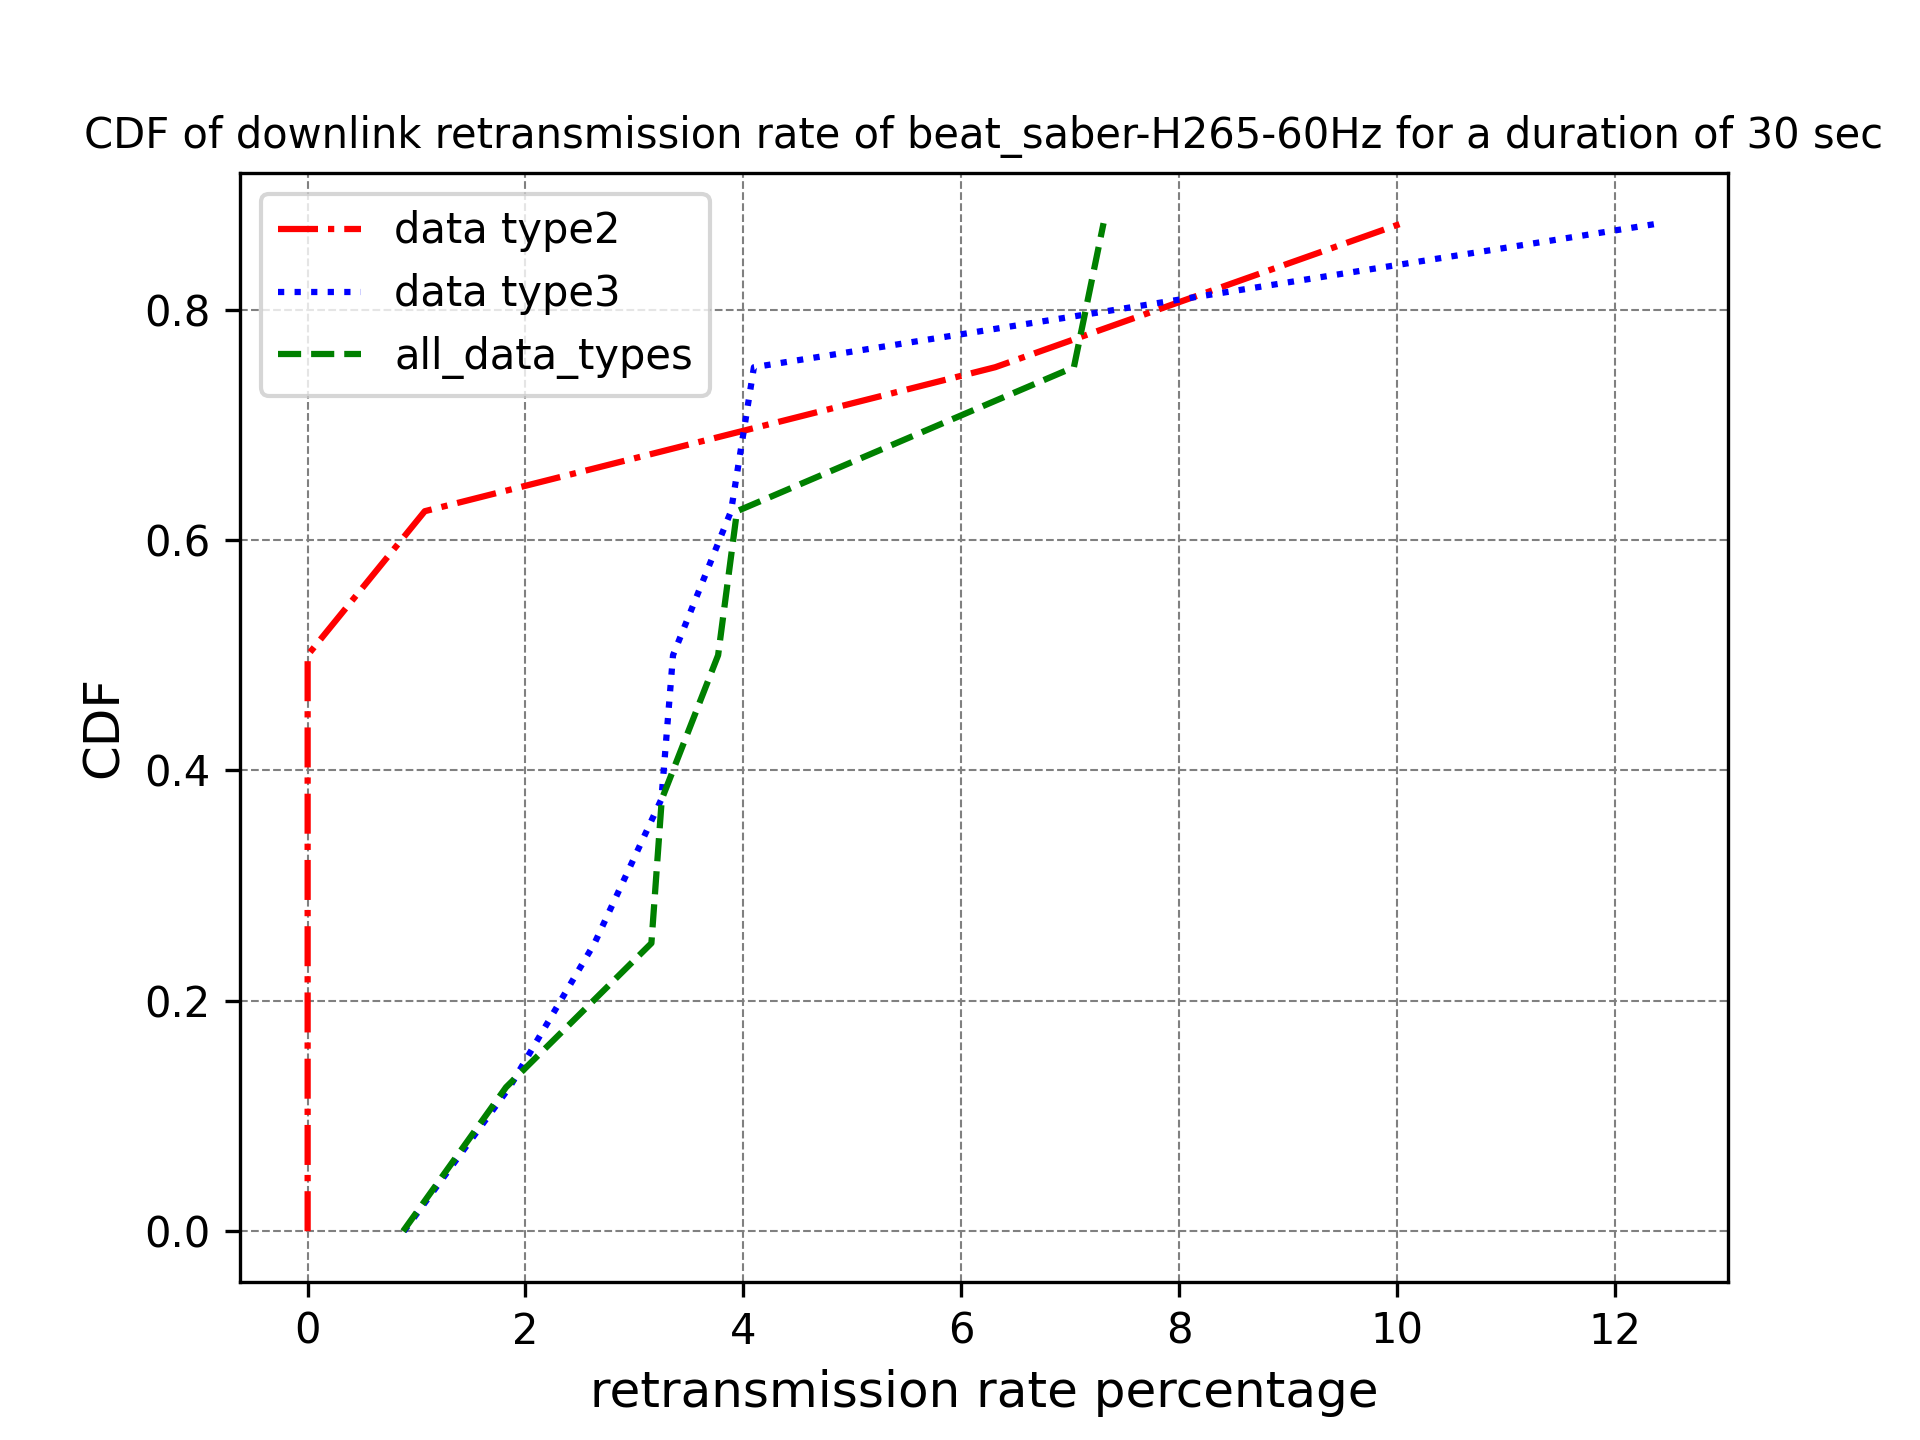 CDF of downlink retransmission rate of beat_saber-H265-60Hz for a duration of 30 sec
data type2
data type3
all_data_types
0.8
0.6
0.4
0.2
0.0
CDF
0 2 4 6 8 10 12
retransmission rate percentage